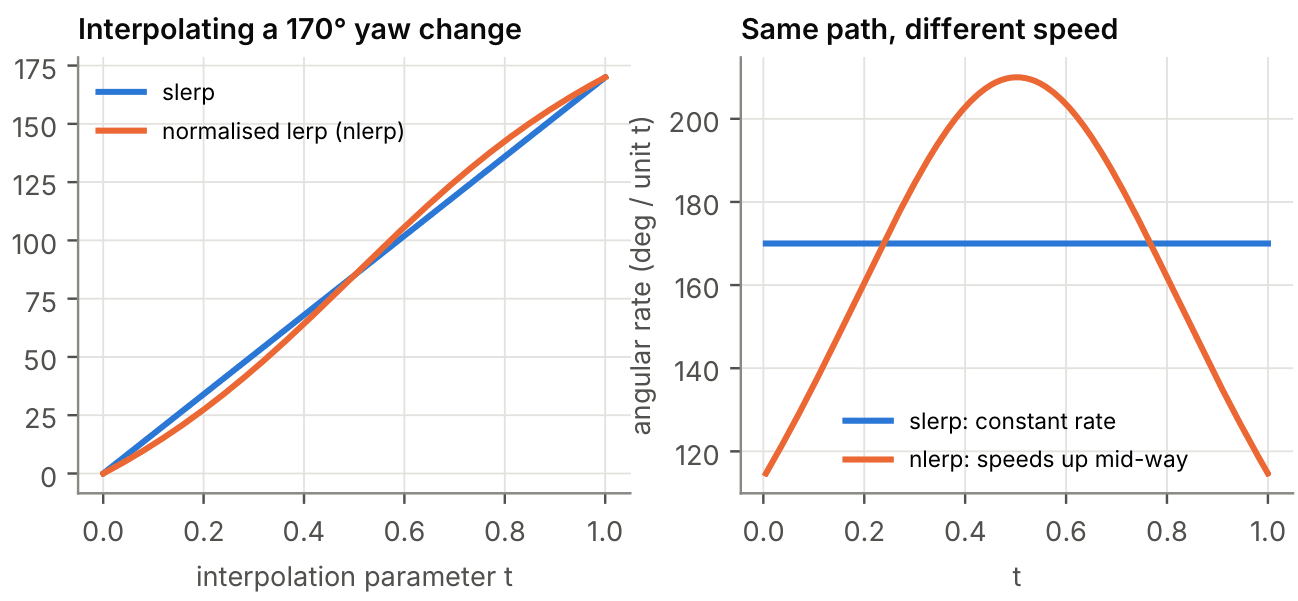 Interpolating a 170° yaw change
175
150
125
100
75
50
25
0
slerp
normalised lerp (nlerp)
0.0 0.2 0.4 0.6 0.8 1.0
interpolation parameter t
Same path, different speed
angular rate (deg / unit t)
200
180
160
140
120
slerp: constant rate
nlerp: speeds up mid-way
0.0 0.2 0.4 0.6 0.8 1.0
t